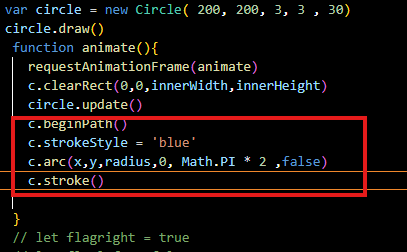 var circle = new Circle( 200, 200, 3, 3 , 30)
circle.draw()
function animate(){
requestAnimationFrame(animate)
c.clearRect(0,0,innerWidth,innerHeight)
circle.update()
c.beginPath()
c.strokeStyle = 'blue'
c.arc(x,y,radius,0, Math.PI * 2 ,false)
c.stroke()
}
// let flagright = true